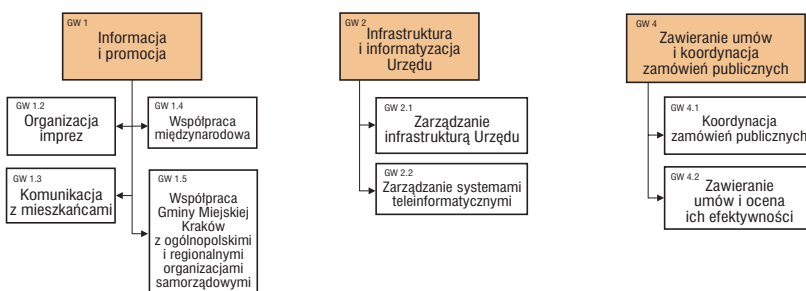 GW 1
Informacja
i promocja
GW 1.2
Organizacja
imprez
GW 1.4
Współpraca
międzynarodowa
GW 1.3
Komunikacja
z mieszkańcami
GW 1.5
Współpraca
Gminy Miejskiej
Kraków
z ogólnopolskimi
i regionalnymi
organizacjami
samorządowymi
GW 2
Infrastruktura
i informatyzacja
Urzędu
GW 2.1
Zarządzanie
infrastrukturą Urzędu
GW 2.2
Zarządzanie systemami
teleinformatycznymi
GW 4
Zawieranie umów
i koordynacja
zamówień publicznych
GW 4.1
Koordynacja
zamówień publicznych
GW 4.2
Zawieranie
umów i ocena
ich efektywności